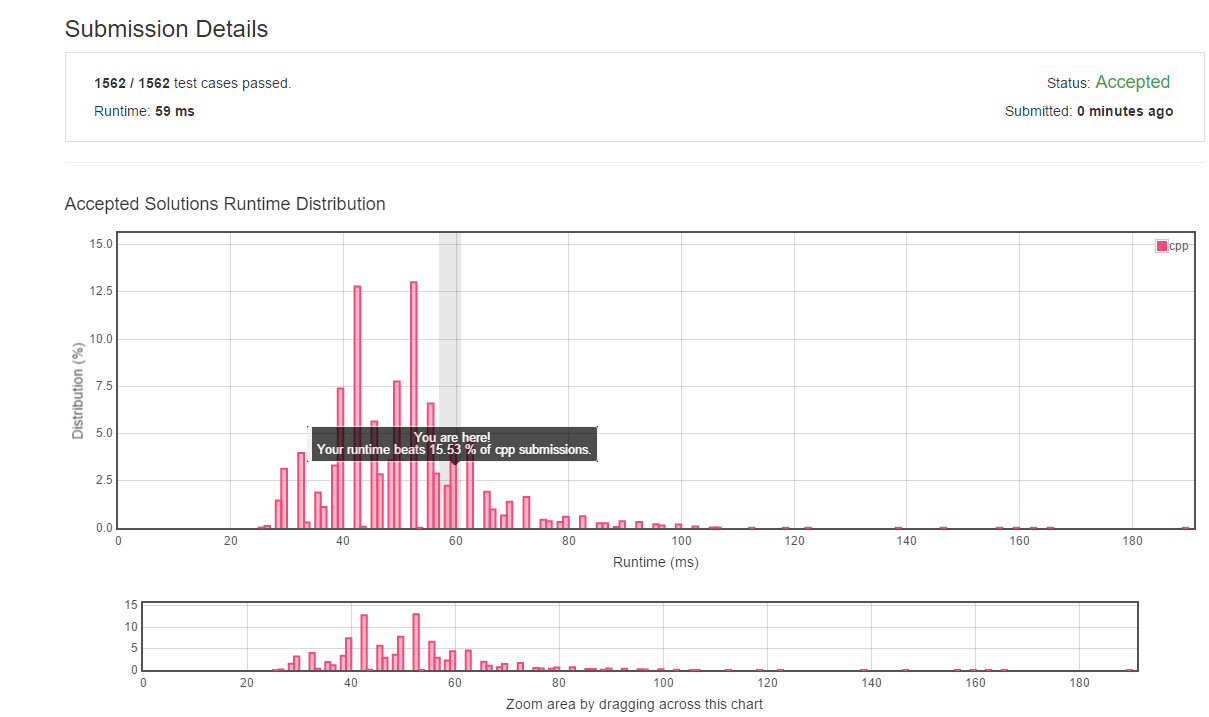 Submission Details
1562 / 1562 test cases passed.
Status: Accepted
Runtime: 59 ms
Submitted: 0 minutes ago
Accepted Solutions Runtime Distribution
cpp
Distribution (%)
15.0
12.5
10.0
7.5
5.0
2.5
0.0
You are here!
Your runtime beats 15.53 % of cpp submissions.
0 20 40 60 80 100 120 140 160 180
Runtime (ms)
15
10
5
0
0 20 40 60 80 100 120 140 160 180
Zoom area by dragging across this chart